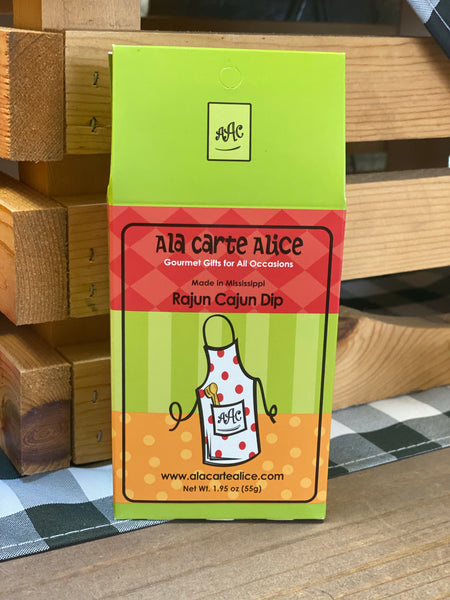 AAC
Ala Carte Alice
Gourmet Gifts for All Occasions
Made in Mississippi
Rajun Cajun Dip
AAC
www.alacartealice.com
Net Wt. 1.95 oz (55g)